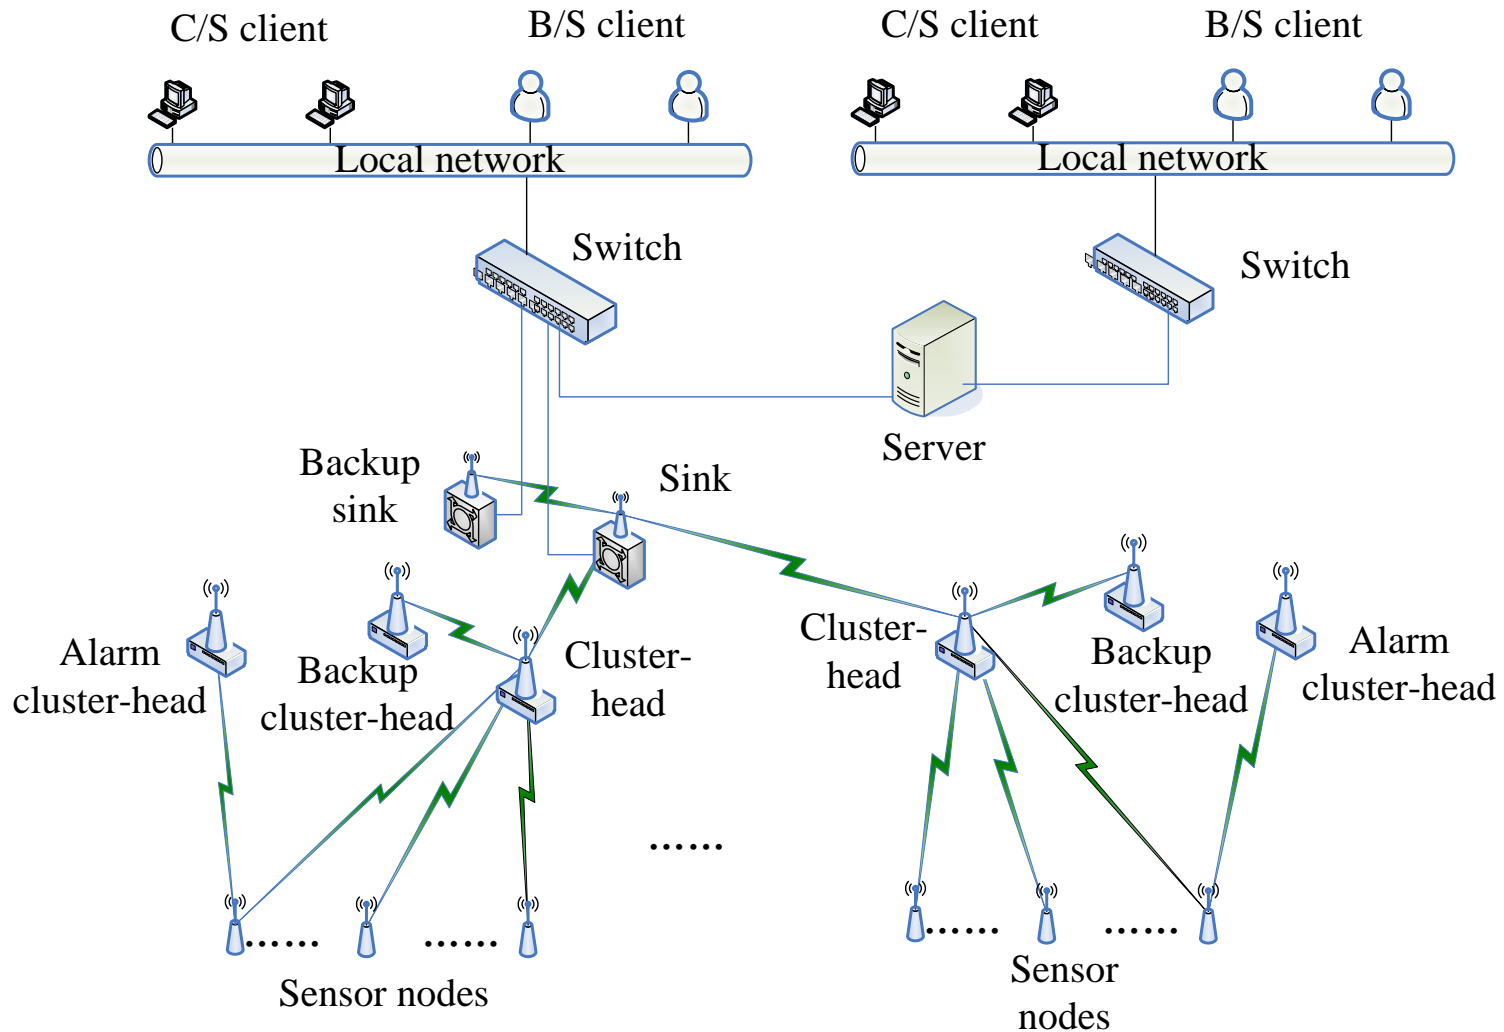 C/S client
B/S client
C/S client
B/S client
Local network
Local network
Switch
Switch
Server
Backup
sink
Sink
Alarm
cluster-head
Backup
cluster-head
Cluster-
head
Cluster-
head
Backup
cluster-head
Alarm
cluster-head
……
……
……
……
……
Sensor nodes
Sensor
nodes